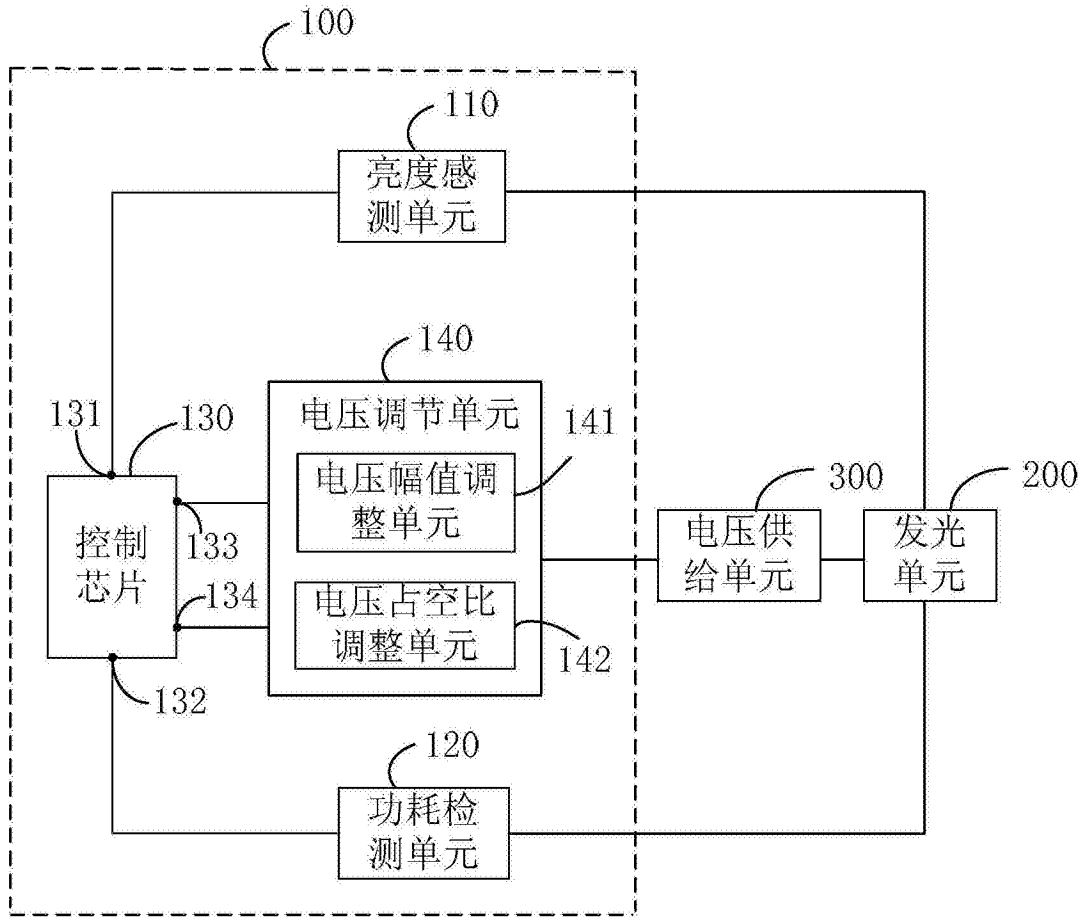 100
110
亮度感
测单元
140
电压调节单元
141
电压幅值调
整单元
131
130
控制
芯片
133
134
132
电压占空比
调整单元
142
300
电压供
给单元
200
发光
单元
120
功耗检
测单元